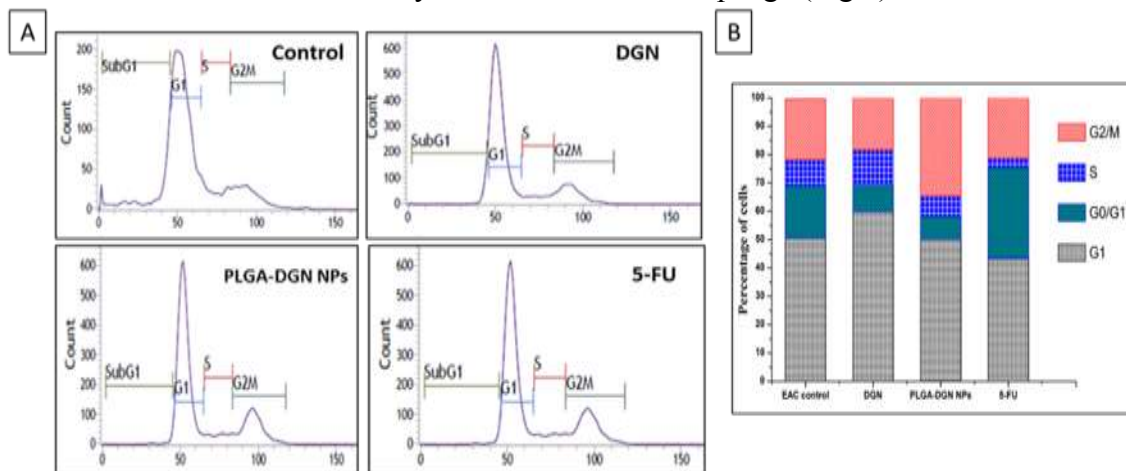 A
Control
200
150
100
50
0
Count
SubG1
G1
S
G2M
0 50 100 150
DGN
600
500
400
300
200
100
0
Count
SubG1
G1
S
G2M
0 50 100 150
PLGA-DGN NPs
600
500
400
300
200
100
0
Count
SubG1
G1
S
G2M
0 50 100 150
5-FU
600
500
400
300
200
100
0
Count
SubG1
G1
S
G2M
0 50 100 150
B
100
90
80
70
60
50
40
30
20
10
0
Percentage of cells
EAC control DGN PLGA-DGN NPs 5-FU
G2/M
S
G0/G1
G1